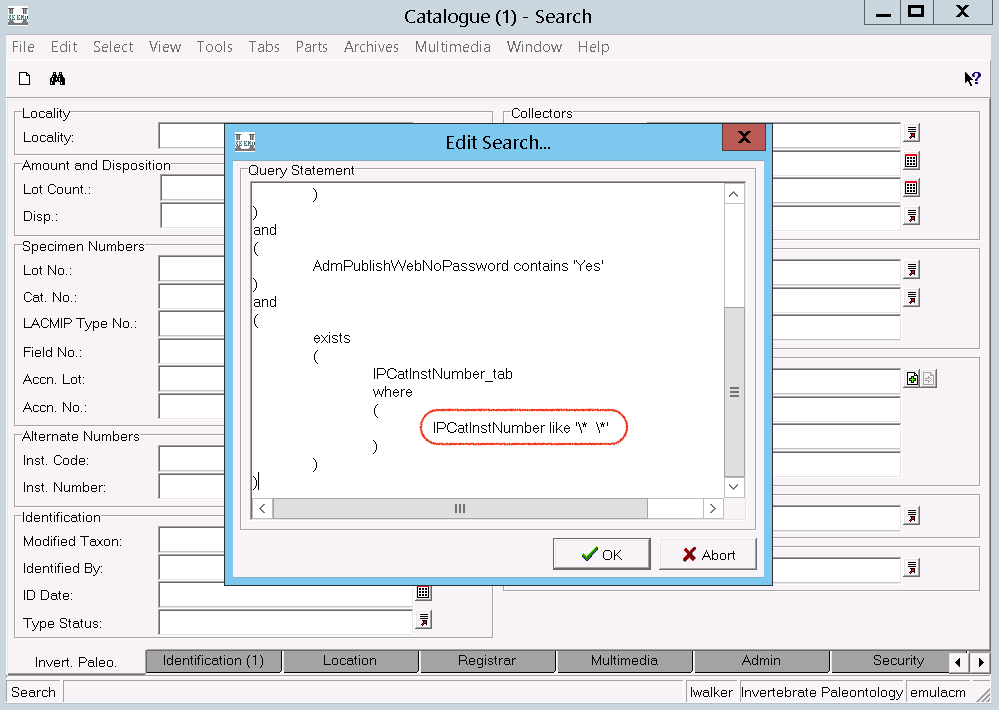 Catalogue (1) - Search
File Edit Select View Tools Tabs Parts Archives Multimedia Window Help
Locality
Locality:
Amount and Disposition
Lot Count.:
Disp.:
Specimen Numbers
Lot No.:
Cat. No.:
LACMIP Type No.:
Field No.:
Accn. Lot:
Accn. No.:
Alternate Numbers
Inst. Code:
Inst. Number:
Identification
Modified Taxon:
Identified By:
ID Date:
Type Status:
Collectors
Edit Search...
Query Statement
)
)
and
(
AdmPublishWebNoPassword contains 'Yes'
)
and
(
exists
(
IPCatInstNumber_tab
where
(
IPCatInstNumber like '\*  \*'
)
)
)
OK Abort
Invert. Paleo. Identification (1) Location Registrar Multimedia Admin Security
Search lwalker Invertebrate Paleontology emulacm